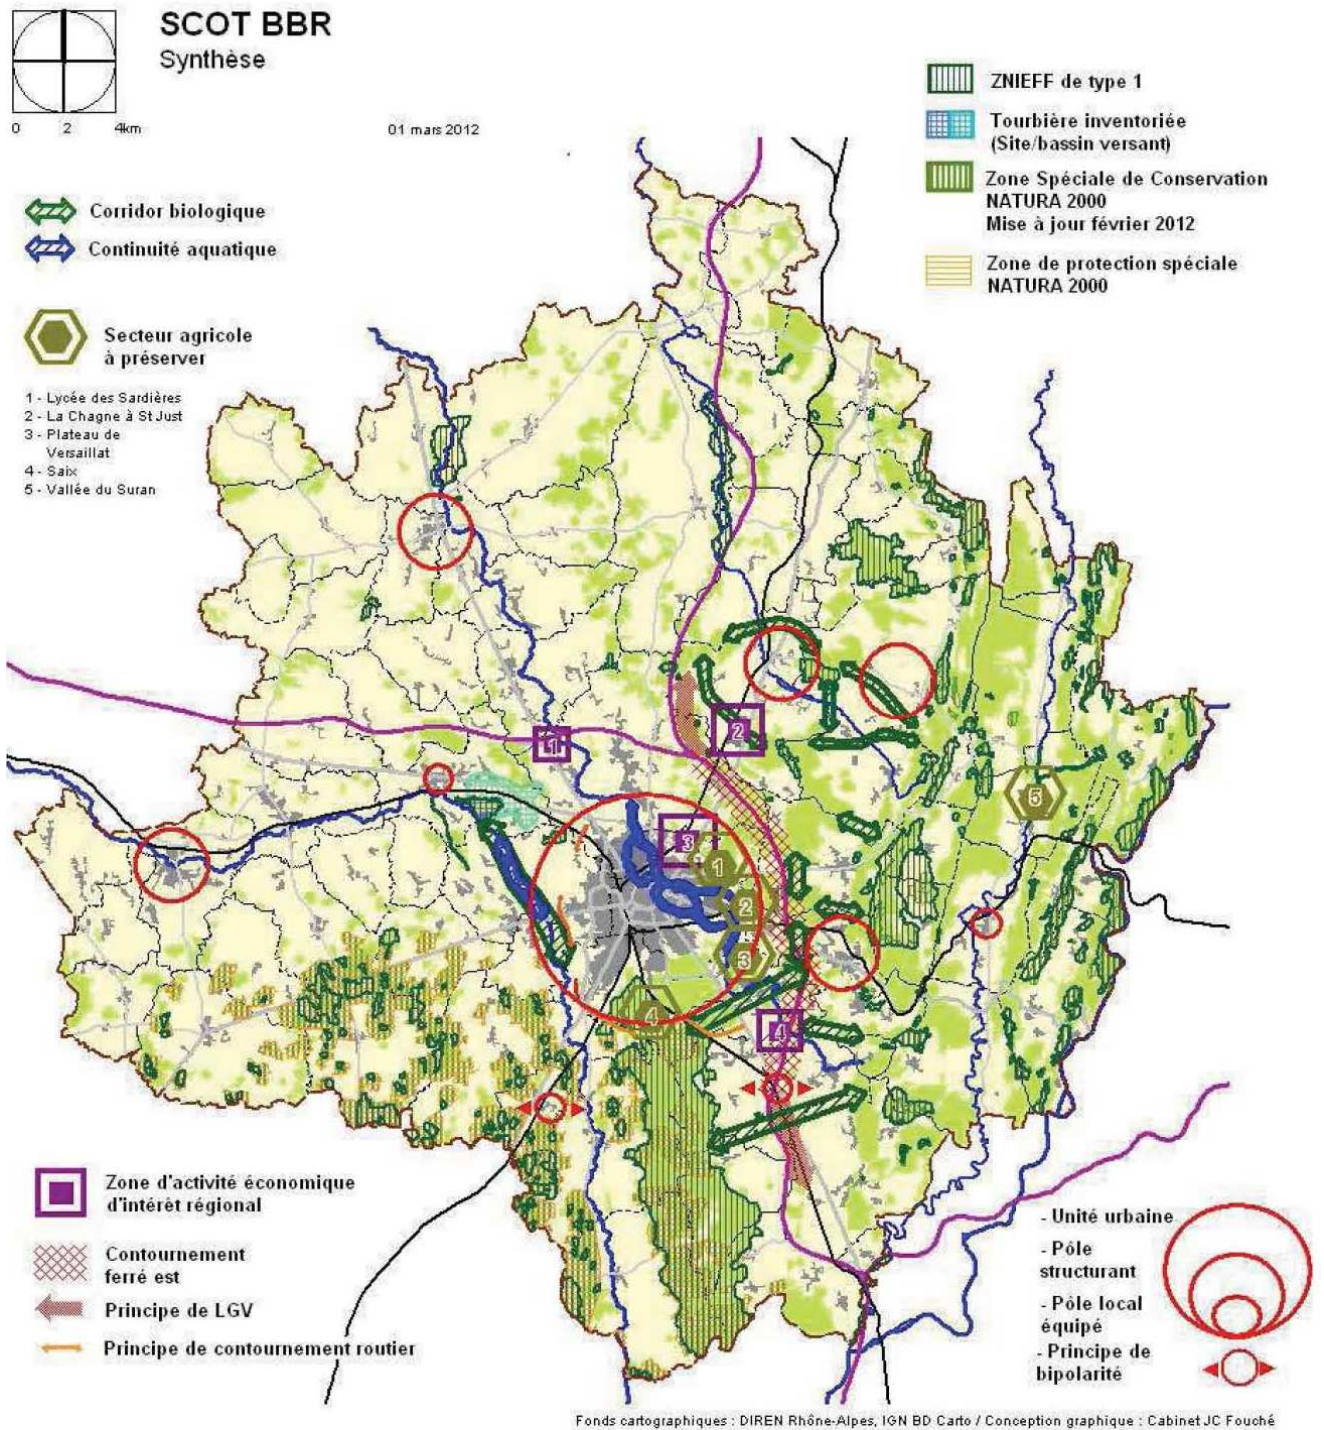 SCOT BBR
Synthèse
0 2 4km
01 mars 2012
ZNIEFF de type 1
Tourbière inventoriée
(Site/bassin versant)
Zone Spéciale de Conservation
NATURA 2000
Mise à jour février 2012
Zone de protection spéciale
NATURA 2000
Corridor biologique
Continuité aquatique
Secteur agricole
à préserver
1 - Lycée des Sardières
2 - La Chagne à St Just
3 - Plateau de
Versaillat
4 - Saix
5 - Vallée du Suran
2
1
5
3
1
2
3
4
4
Zone d'activité économique
d'intérêt régional
Contournement
ferré est
Principe de LGV
Principe de contournement routier
- Unité urbaine
- Pôle
structurant
- Pôle local
équipé
- Principe de
bipolarité
Fonds cartographiques : DIREN Rhône-Alpes, IGN BD Carto / Conception graphique : Cabinet JC Fouché